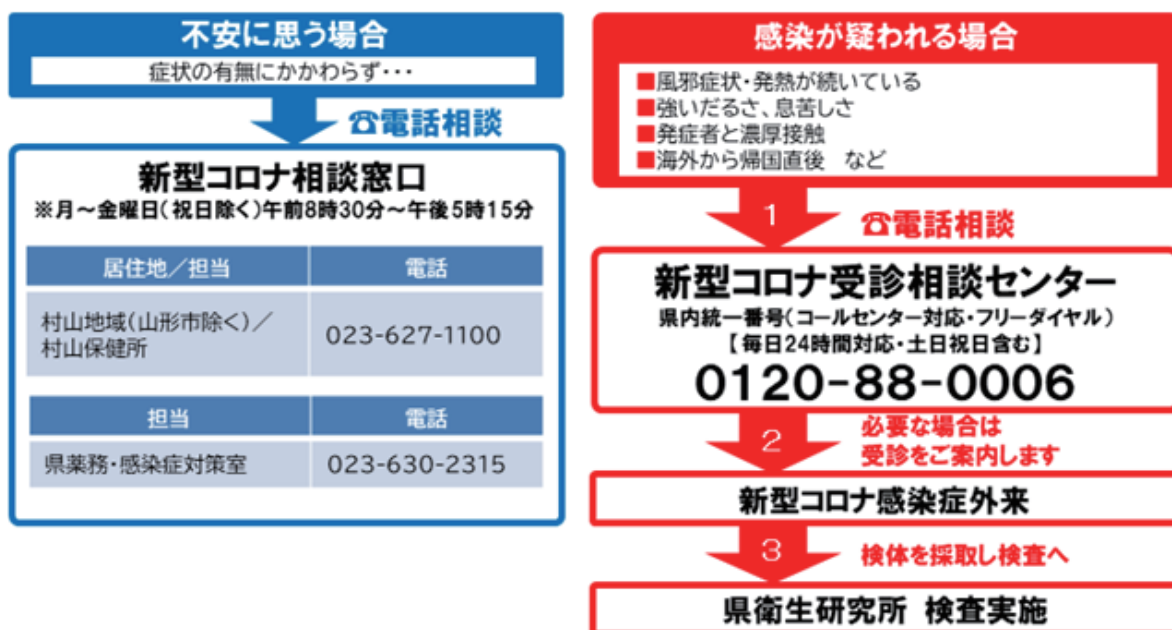 不安に思う場合
症状の有無にかかわらず・・・
☎電話相談
新型コロナ相談窓口
※月～金曜日(祝日除く)午前8時30分～午後5時15分
居住地／担当 電話
村山地域(山形市除く)／
村山保健所
023-627-1100
担当 電話
県薬務・感染症対策室 023-630-2315
感染が疑われる場合
■風邪症状・発熱が続いている
■強いだるさ、息苦しさ
■発症者と濃厚接触
■海外から帰国直後　など
1
☎電話相談
新型コロナ受診相談センター
県内統一番号(コールセンター対応・フリーダイヤル)
【毎日24時間対応・土日祝日含む】
0120-88-0006
2
必要な場合は
受診をご案内します
新型コロナ感染症外来
3
検体を採取し検査へ
県衛生研究所 検査実施